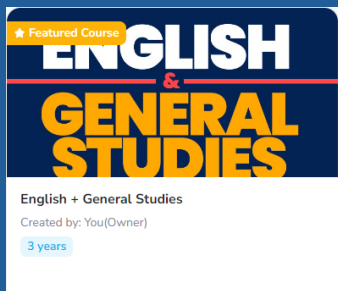 Featured Course
ENGLISH
&
GENERAL
STUDIES
English + General Studies
Created by: You(Owner)
3 years